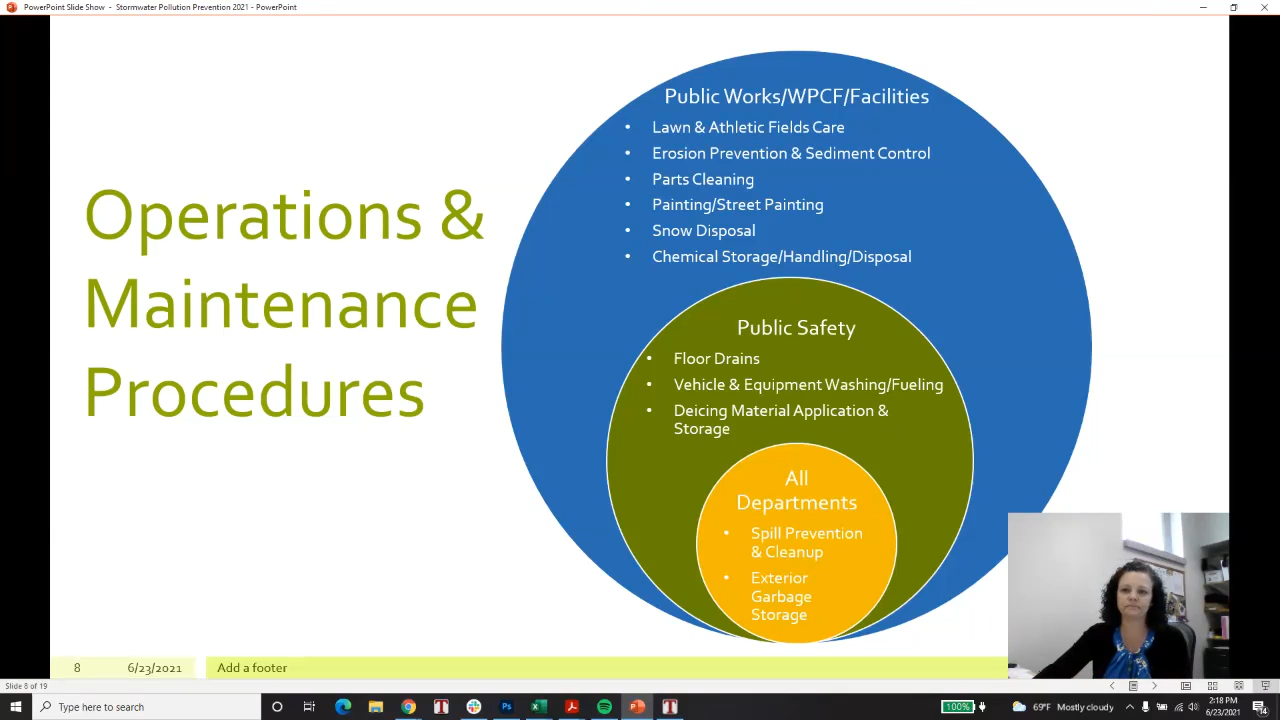 PowerPoint Slide Show - Stormwater Pollution Prevention 2021 - PowerPoint
Operations &
Maintenance
Procedures
Public Works/WPCF/Facilities
• Lawn & Athletic Fields Care
• Erosion Prevention & Sediment Control
• Parts Cleaning
• Painting/Street Painting
• Snow Disposal
• Chemical Storage/Handling/Disposal
Public Safety
• Floor Drains
• Vehicle & Equipment Washing/Fueling
• Deicing Material Application &
Storage
All
Departments
• Spill Prevention
& Cleanup
• Exterior
Garbage
Storage
8 6/23/2021 Add a footer
Slide 8 of 19
Type here to search
100%
69°F Mostly cloudy
2:18 PM
6/23/2021
14